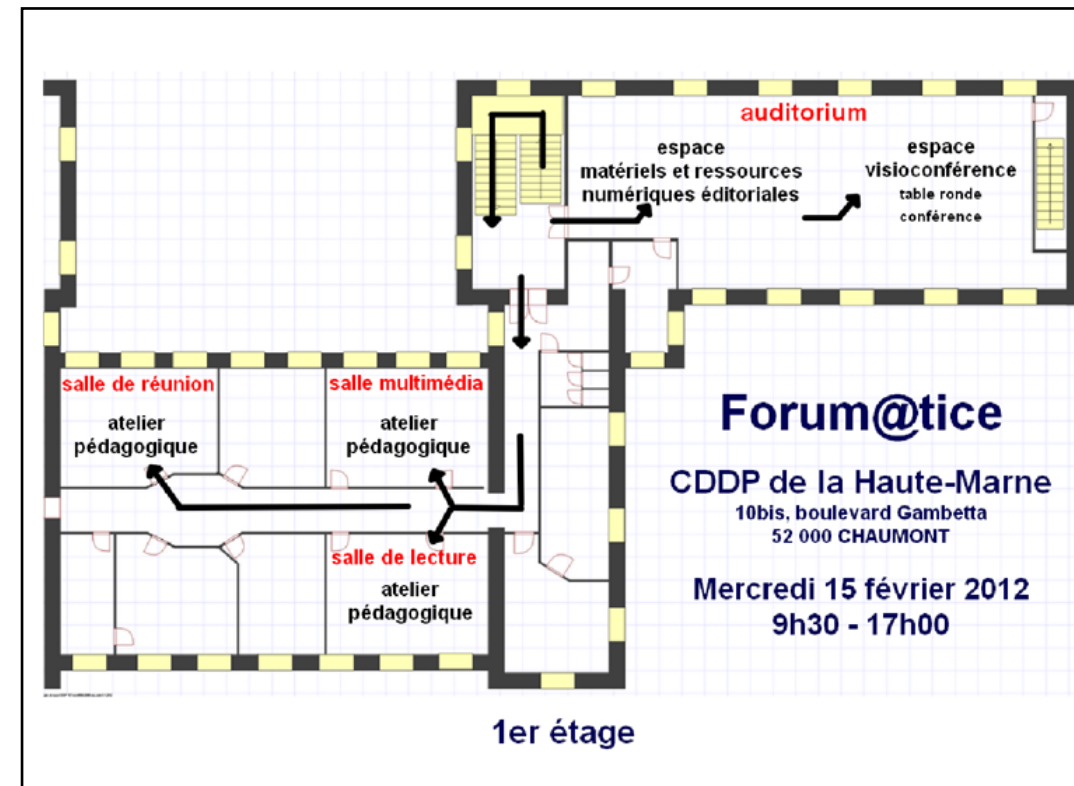 auditorium
espace
matériels et ressources
numériques éditoriales
espace
visioconférence
table ronde
conférence
salle de réunion
atelier
pédagogique
salle multimédia
atelier
pédagogique
salle de lecture
atelier
pédagogique
Forum@tice
CDDP de la Haute-Marne
10bis, boulevard Gambetta
52 000 CHAUMONT
Mercredi 15 février 2012
9h30 - 17h00
1er étage